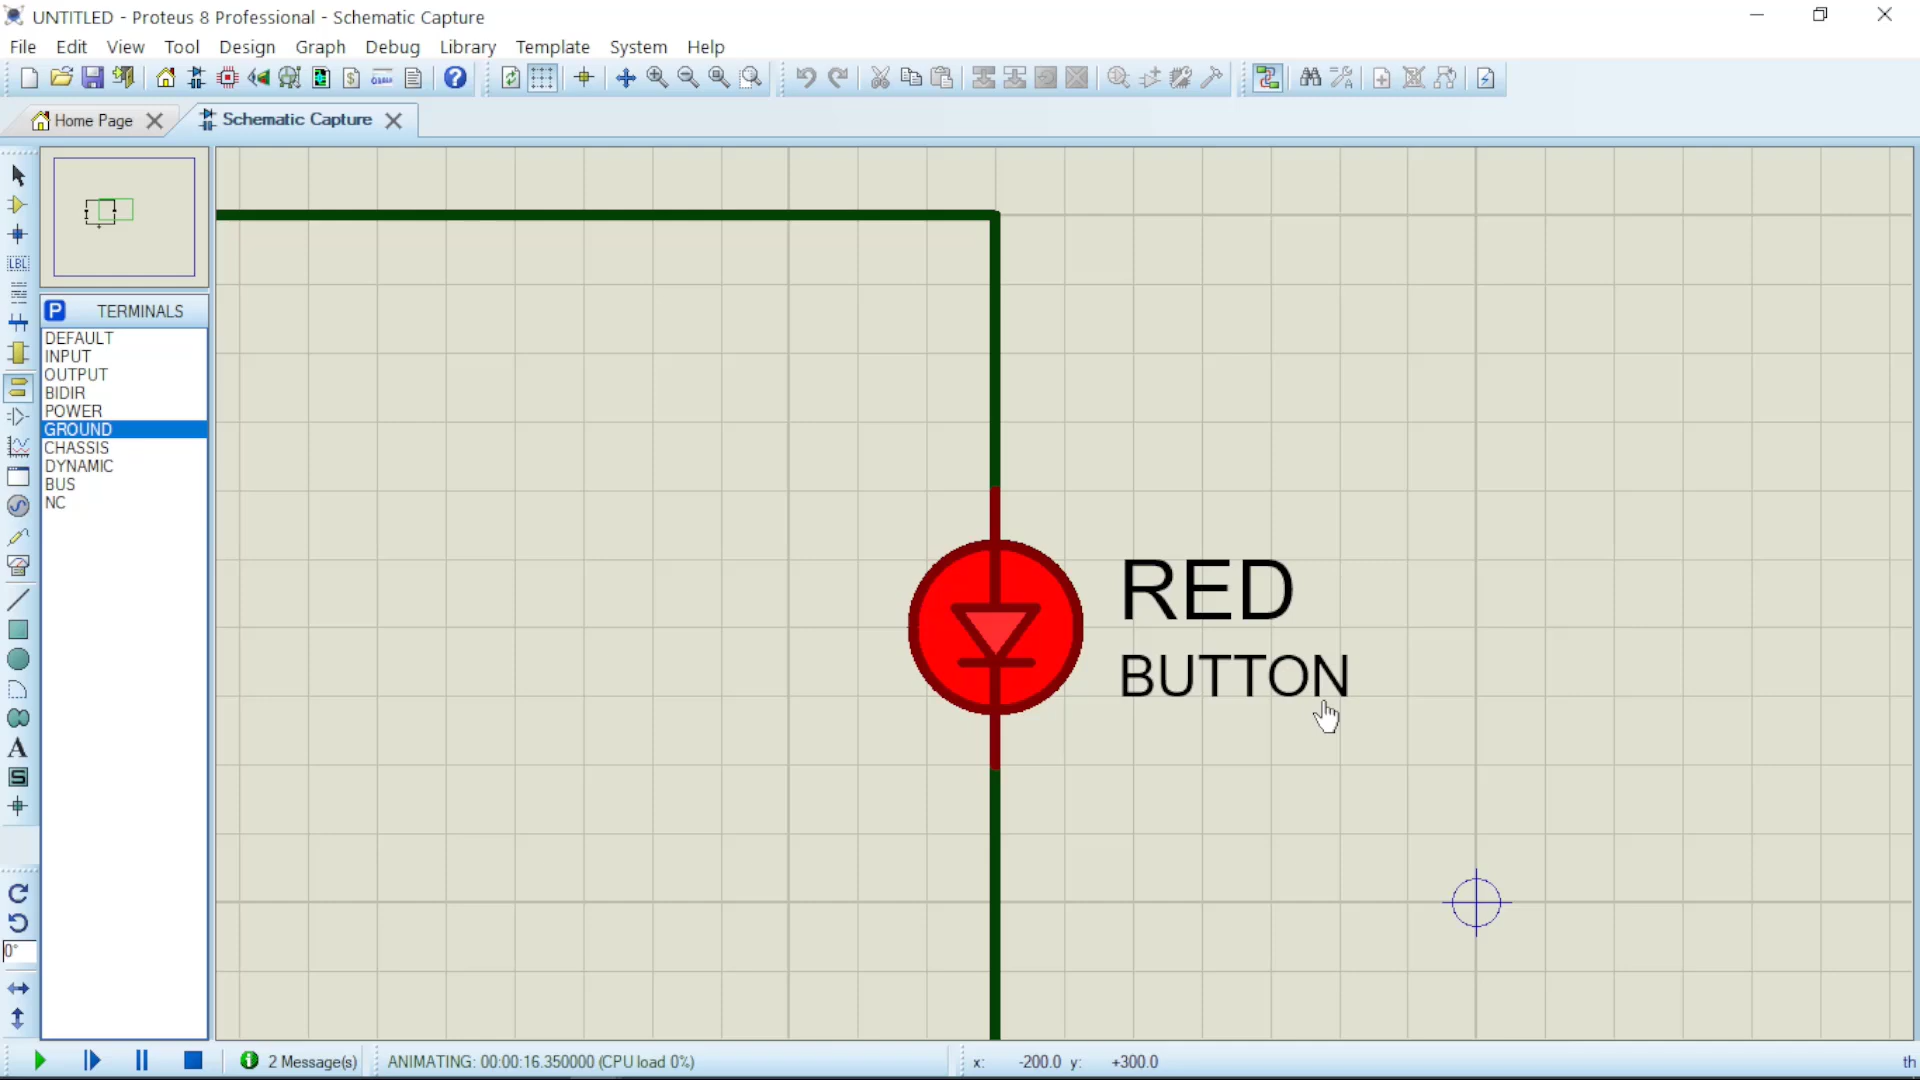 UNTITLED - Proteus 8 Professional - Schematic Capture
File Edit View Tool Design Graph Debug Library Template System Help
Home Page Schematic Capture
LBL
P TERMINALS
DEFAULT
INPUT
OUTPUT
BIDIR
POWER
GROUND
CHASSIS
DYNAMIC
BUS
NC
A
S
0°
RED
BUTTON
2 Message(s) ANIMATING: 00:00:16.350000 (CPU load 0%) x: -200.0 y: +300.0 th